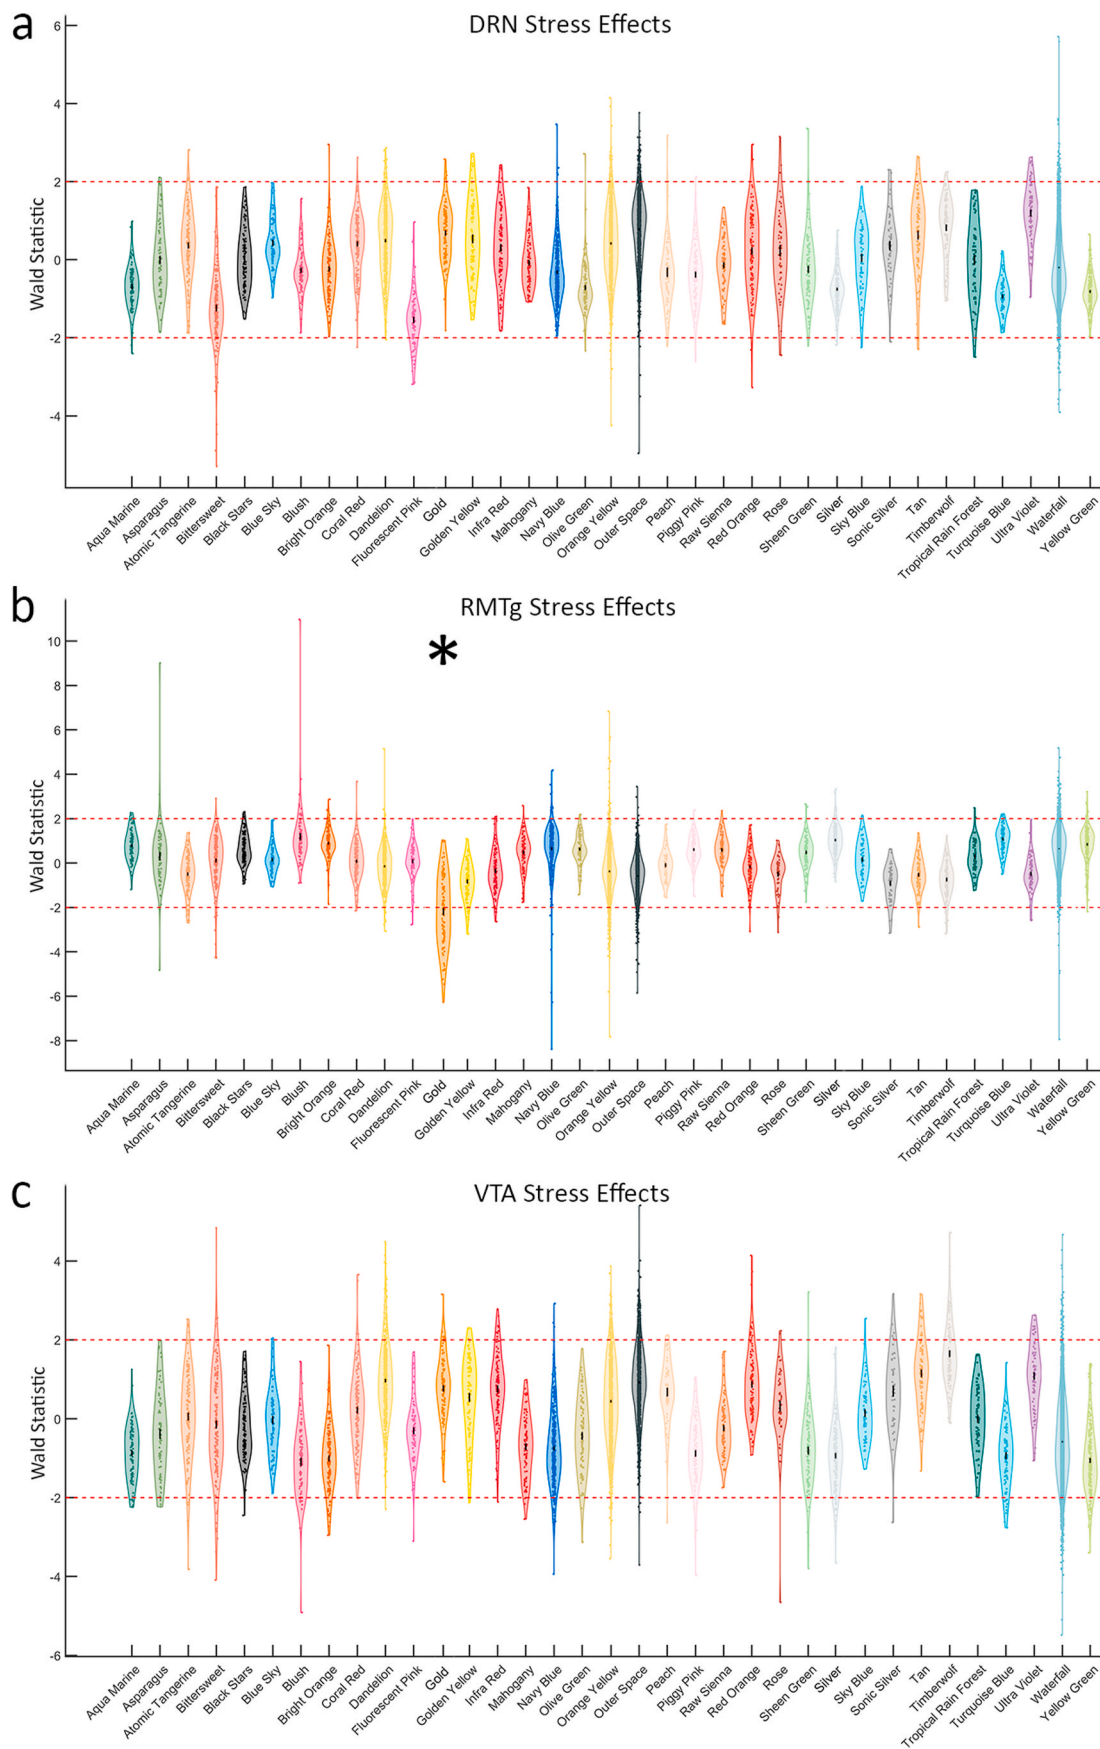 a
DRN Stress Effects
6
4
2
0
-2
-4
Wald Statistic
Aqua Marine
Asparagus
Atomic Tangerine
Bittersweet
Black Stars
Blue Sky
Blush
Bright Orange
Coral Red
Dandelion
Fluorescent Pink
Gold
Golden Yellow
Infra Red
Mahogany
Navy Blue
Olive Green
Orange Yellow
Outer Space
Peach
Piggy Pink
Raw Sienna
Red Orange
Rose
Sheen Green
Silver
Sky Blue
Sonic Silver
Tan
Timberwolf
Tropical Rain Forest
Turquoise Blue
Ultra Violet
Waterfall
Yellow Green
b
RMTg Stress Effects
*
10
6
4
2
0
-2
-4
-6
-8
Wald Statistic
Aqua Marine
Asparagus
Atomic Tangerine
Bittersweet
Black Stars
Blue Sky
Blush
Bright Orange
Coral Red
Dandelion
Fluorescent Pink
Gold
Golden Yellow
Infra Red
Mahogany
Navy Blue
Olive Green
Orange Yellow
Outer Space
Peach
Piggy Pink
Raw Sienna
Red Orange
Rose
Sheen Green
Silver
Sky Blue
Sonic Silver
Tan
Timberwolf
Tropical Rain Forest
Turquoise Blue
Ultra Violet
Waterfall
Yellow Green
c
VTA Stress Effects
4
2
0
-2
-4
-6
Wald Statistic
Aqua Marine
Asparagus
Atomic Tangerine
Bittersweet
Black Stars
Blue Sky
Blush
Bright Orange
Coral Red
Dandelion
Fluorescent Pink
Gold
Golden Yellow
Infra Red
Mahogany
Navy Blue
Olive Green
Orange Yellow
Outer Space
Peach
Piggy Pink
Raw Sienna
Red Orange
Rose
Sheen Green
Silver
Sky Blue
Sonic Silver
Tan
Timberwolf
Tropical Rain Forest
Turquoise Blue
Ultra Violet
Waterfall
Yellow Green